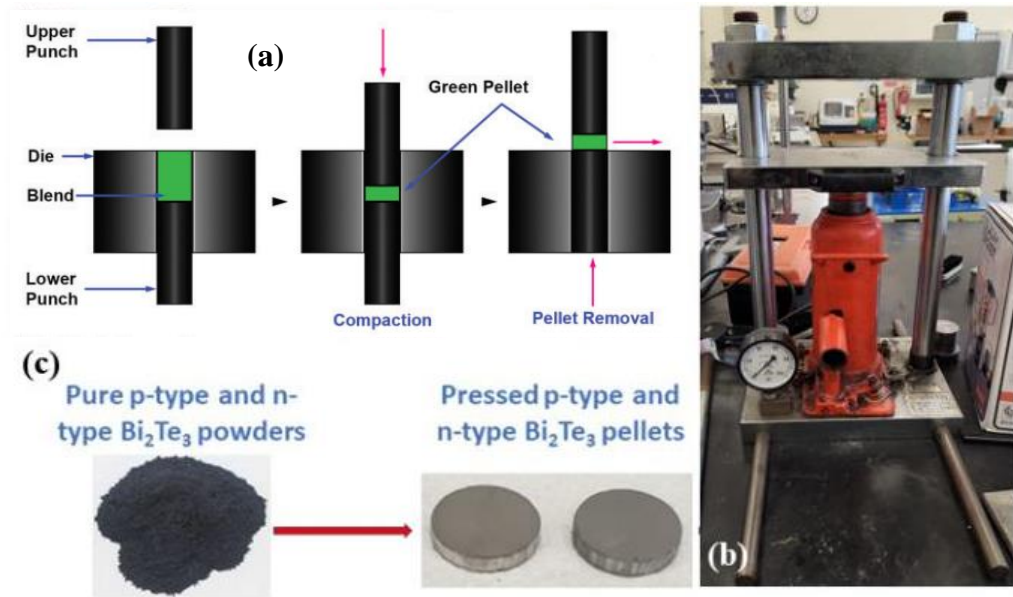 Upper
Punch
(a)
Green Pellet
Die
Blend
Lower
Punch
Compaction
Pellet Removal
(c)
Pure p-type and n-
type Bi₂Te₃ powders
Pressed p-type and
n-type Bi₂Te₃ pellets
(b)